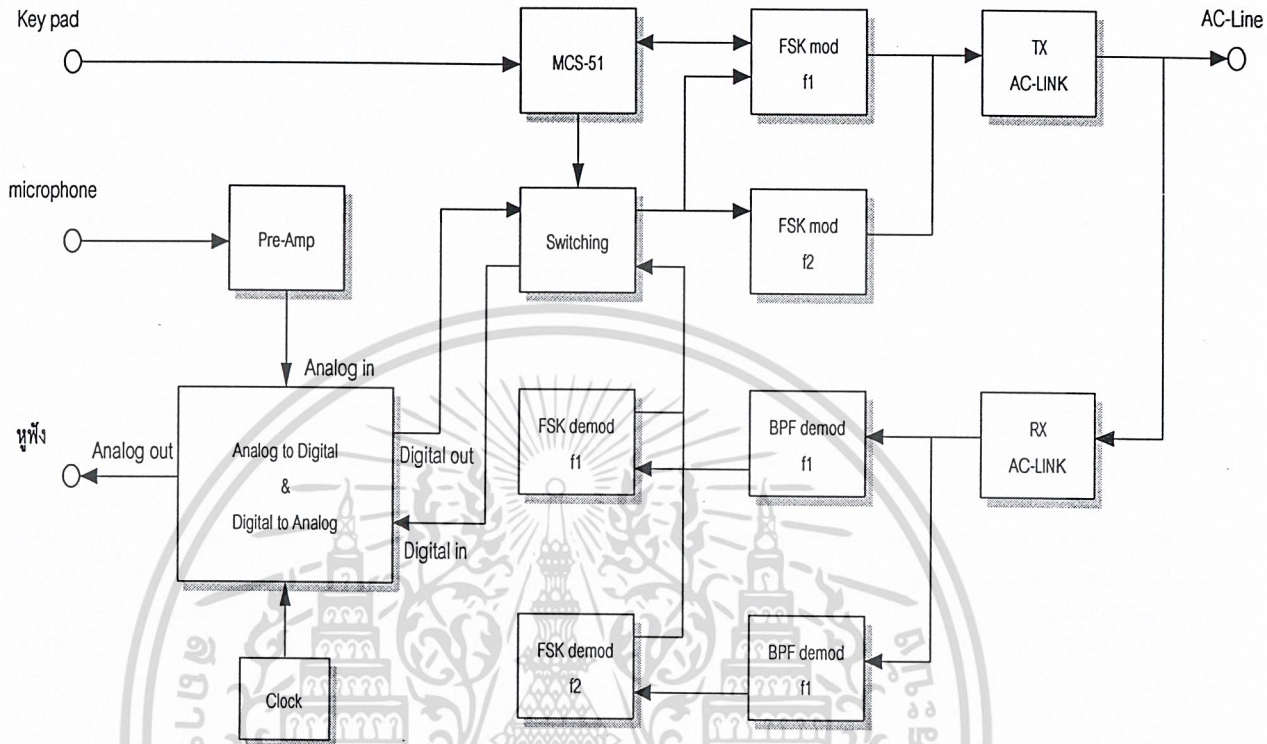 Key pad
AC-Line
MCS-51
FSK mod
f1
TX
AC-LINK
microphone
Pre-Amp
Switching
FSK mod
f2
Analog in
หูฟัง
Analog out
Analog to Digital
&
Digital to Analog
Digital out
Digital in
FSK demod
f1
BPF demod
f1
RX
AC-LINK
Clock
FSK demod
f2
BPF demod
f1